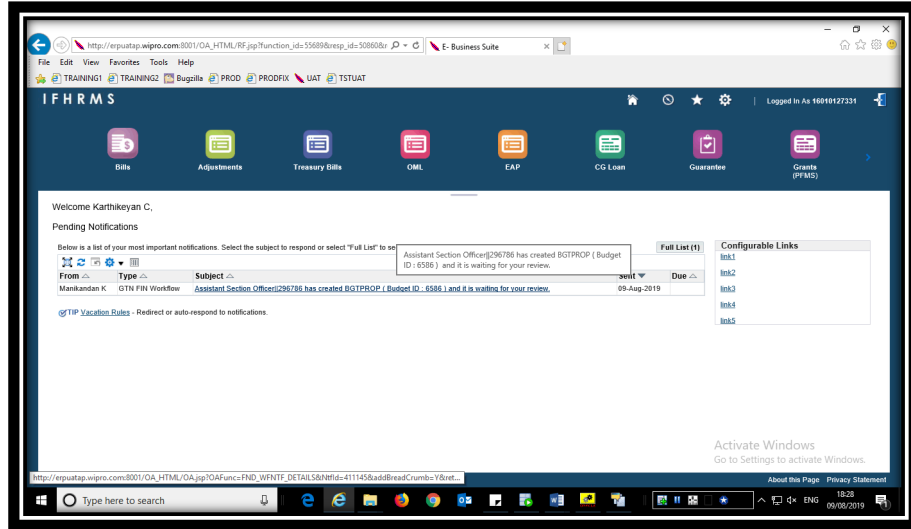 http://erpuatap.wipro.com:8001/OA_HTML/RF.jsp?function_id=55689&resp_id=50860&r
E- Business Suite
File Edit View Favorites Tools Help
TRAINING1 TRAINING2 Bugzilla PROD PRODFIX UAT TSTUAT
IFHRMS
Logged In As 16010127331
Bills Adjustments Treasury Bills OML EAP CG Loan Guarantee Grants
(PFMS)
Welcome Karthikeyan C,
Pending Notifications
Below is a list of your most important notifications. Select the subject to respond or select "Full List" to se
Full List (1)
Assistant Section Officer||296786 has created BGTPROP ( Budget
ID : 6586 ) and it is waiting for your review.
From Type Subject Sent Due
Manikandan K GTN FIN Workflow Assistant Section Officer||296786 has created BGTPROP ( Budget ID : 6586 ) and it is waiting for your review. 09-Aug-2019
TIP Vacation Rules - Redirect or auto-respond to notifications.
Configurable Links
link1
link2
link3
link4
link5
Activate Windows
Go to Settings to activate Windows.
http://erpuatap.wipro.com:8001/OA_HTML/OA.jsp?OAFunc=FND_WFNTF_DETAILS&NtfId=411145&addBreadCrumb=Y&ret...
About this Page Privacy Statement
Type here to search
ENG
18:28
09/08/2019